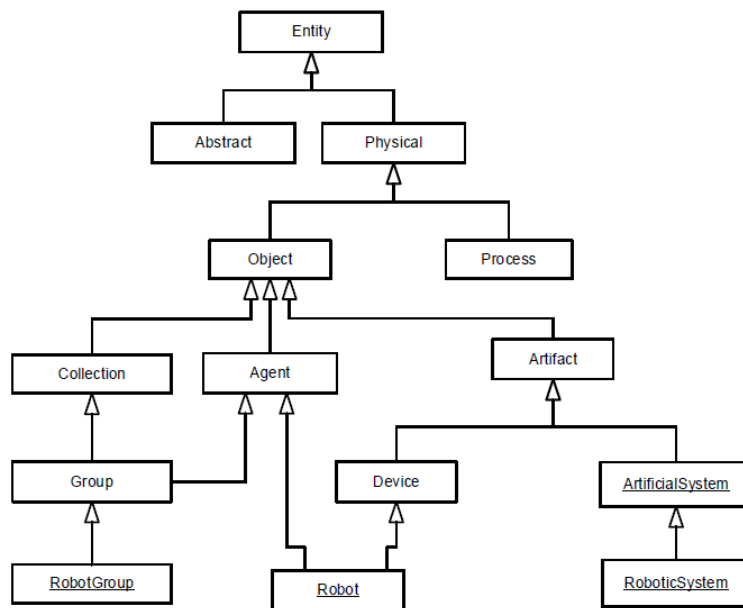 Entity
Abstract
Physical
Object
Process
Collection
Agent
Artifact
Group
Device
ArtificialSystem
RobotGroup
Robot
RoboticSystem